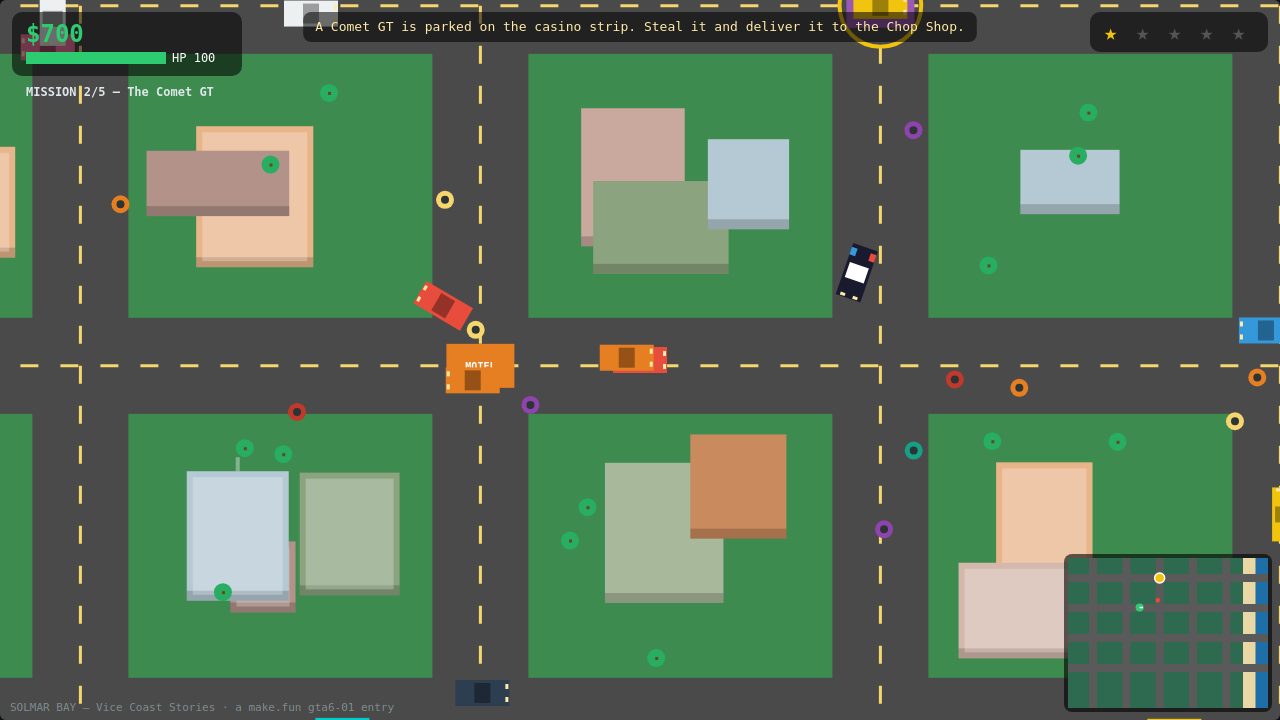 A Comet GT is parked on the casino strip. Steal it and deliver it to the Chop Shop.
$700
HP 100
★ ★ ★ ★ ★
MISSION 2/5 — The Comet GT
MOTEL
SOLMAR BAY — Vice Coast Stories · a make.fun gta6-01 entry